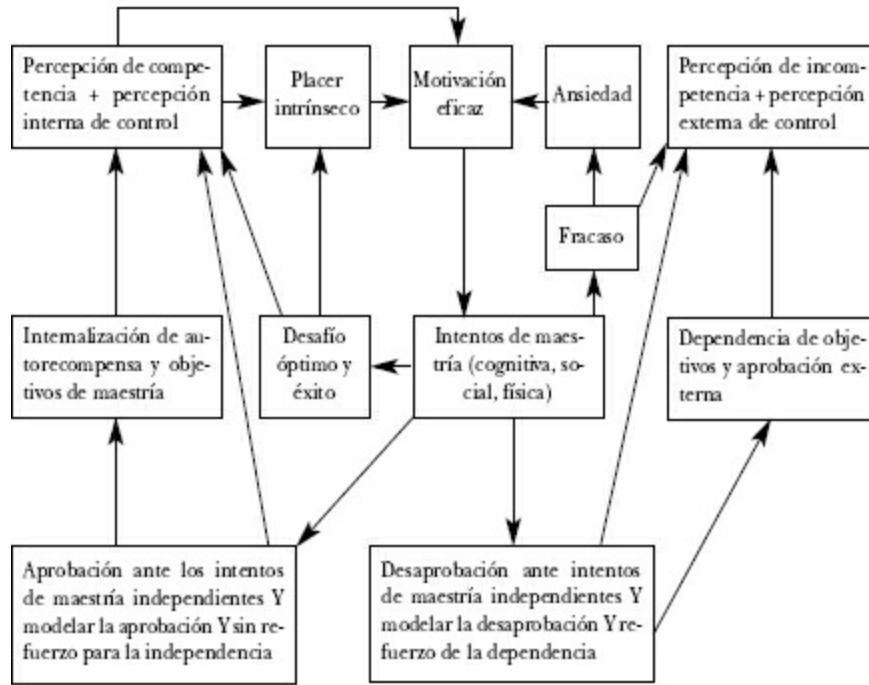 Percepción de compe-
tencia + percepción
interna de control
Placer
intrínseco
Motivación
eficaz
Ansiedad
Percepción de incom-
petencia + percepción
externa de control
Fracaso
Internalización de au-
torecompensa y obje-
tivos de maestría
Desafío
óptimo y
éxito
Intentos de maes-
tría (cognitiva, so-
cial, física)
Dependencia de obje-
tivos y aprobación ex-
terna
Aprobación ante los intentos
de maestría independientes Y
modelar la aprobación Y sin re-
fuerzo para la independencia
Desaprobación ante intentos
de maestría independientes Y
modelar la desaprobación Y re-
fuerzo de la dependencia